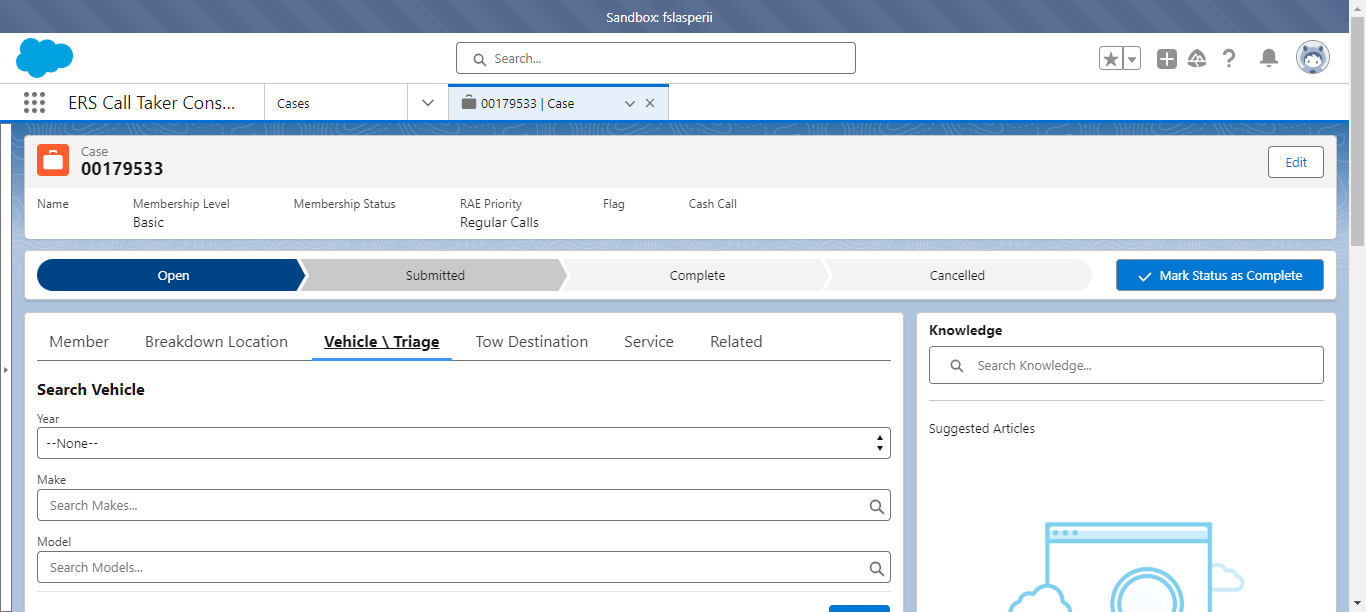 Sandbox: fslasperii
Search...
ERS Call Taker Cons...
Cases
00179533 | Case
Case
00179533
Edit
Name
Membership Level
Membership Status
RAE Priority
Flag
Cash Call
Basic
Regular Calls
Open
Submitted
Complete
Cancelled
Mark Status as Complete
Member
Breakdown Location
Vehicle \ Triage
Tow Destination
Service
Related
Search Vehicle
Year
--None--
Make
Search Makes...
Model
Search Models...
Knowledge
Search Knowledge...
Suggested Articles